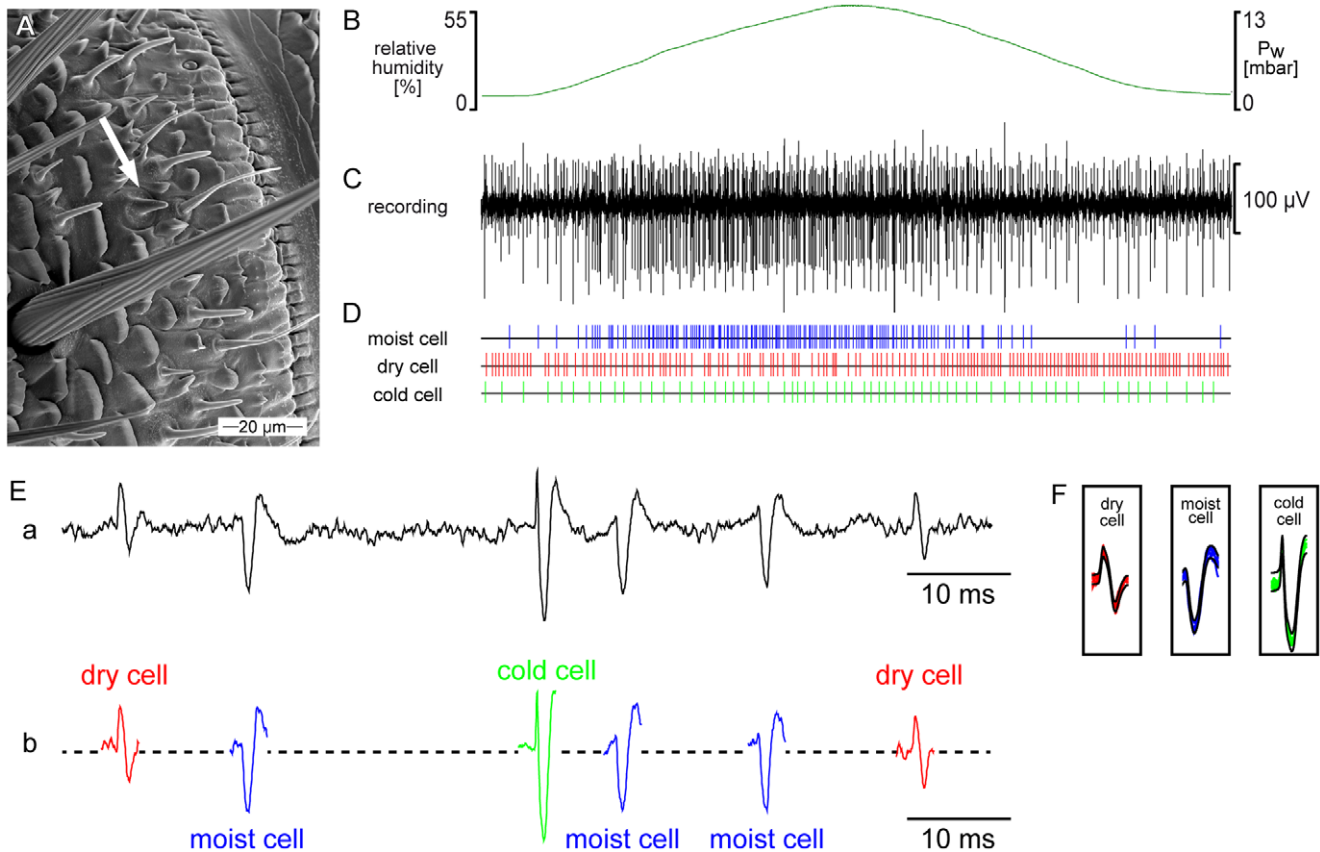 A
20 µm
B
55
relative
humidity
[%]
0
13
Pw
[mbar]
0
C
recording
100 µV
D
moist cell
dry cell
cold cell
E
a
10 ms
dry cell
cold cell
dry cell
b
moist cell
moist cell
moist cell
10 ms
F
dry
cell
moist
cell
cold
cell